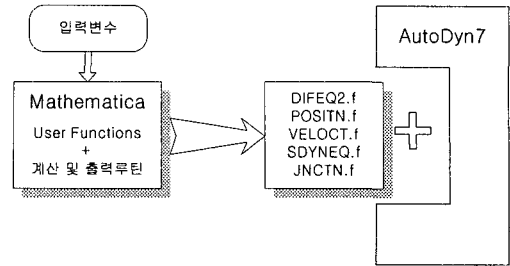 입력변수
Mathematica
User Functions
+
계산 및 출력루틴
DIFEQ2.f
POSITN.f
VELOCT.f
SDYNEQ.f
JNCTN.f
AutoDyn7